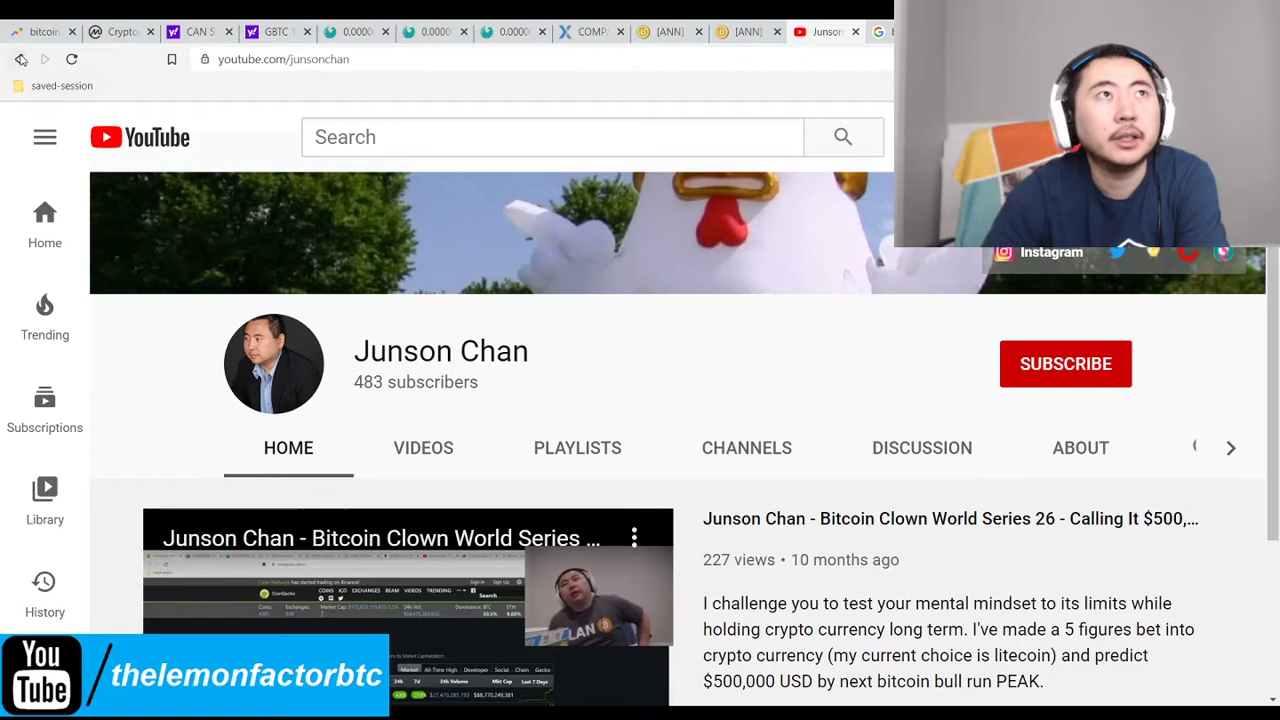 bitcoin
Crypto
CAN 5.
GBTC 1
0.0000
0.0000
0.0000
COMPA
[ANN]
[ANN]
Junson
youtube.com/junsonchan
saved-session
YouTube
Search
Home
Trending
Subscriptions
Library
History
Instagram
Junson Chan
483 subscribers
SUBSCRIBE
HOME
VIDEOS
PLAYLISTS
CHANNELS
DISCUSSION
ABOUT
Junson Chan - Bitcoin Clown World Series ...
Junson Chan - Bitcoin Clown World Series 26 - Calling It $500,...
227 views • 10 months ago
I challenge you to test your mental mindset to its limits while
holding crypto currency long term. I've made a 5 figures bet into
crypto currency (my current choice is litecoin) and predict
$500,000 USD by next bitcoin bull run PEAK.
You
Tube
/thelemonfactorbtc